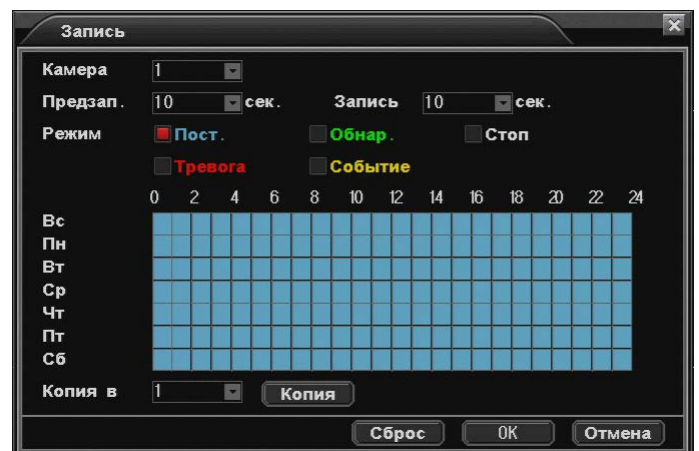 Запись
Камера 1
Предзап. 10 сек. Запись 10 сек.
Режим Пост. Обнар. Стоп
Тревога Событие
0 2 4 6 8 10 12 14 16 18 20 22 24
Вс
Пн
Вт
Ср
Чт
Пт
Сб
Копия в 1 Копия
Сброс OK Отмена